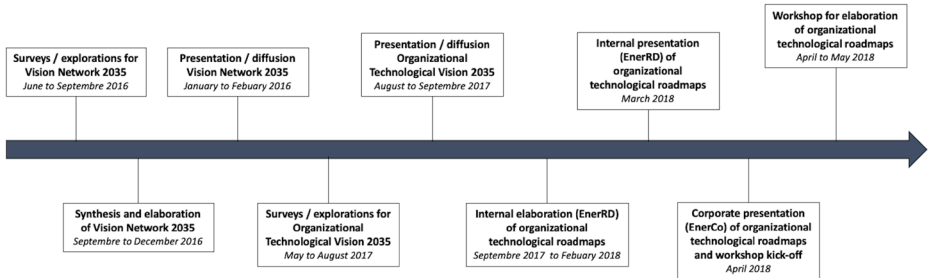 Surveys / explorations for
Vision Network 2035
June to Septembre 2016
Presentation / diffusion
Vision Network 2035
January to Febuary 2016
Presentation / diffusion
Organizational
Technological Vision 2035
August to Septembre 2017
Internal presentation
(EnerRD) of
organizational
technological roadmaps
March 2018
Workshop for elaboration
of organizational
technological roadmaps
April to May 2018
Synthesis and elaboration
of Vision Network 2035
Septembre to December 2016
Surveys / explorations for
Organizational
Technological Vision 2035
May to August 2017
Internal elaboration (EnerRD)
of organizational
technological roadmaps
Septembre 2017 to Febuary 2018
Corporate presentation
(EnerCo) of organizational
technological roadmaps
and workshop kick-off
April 2018